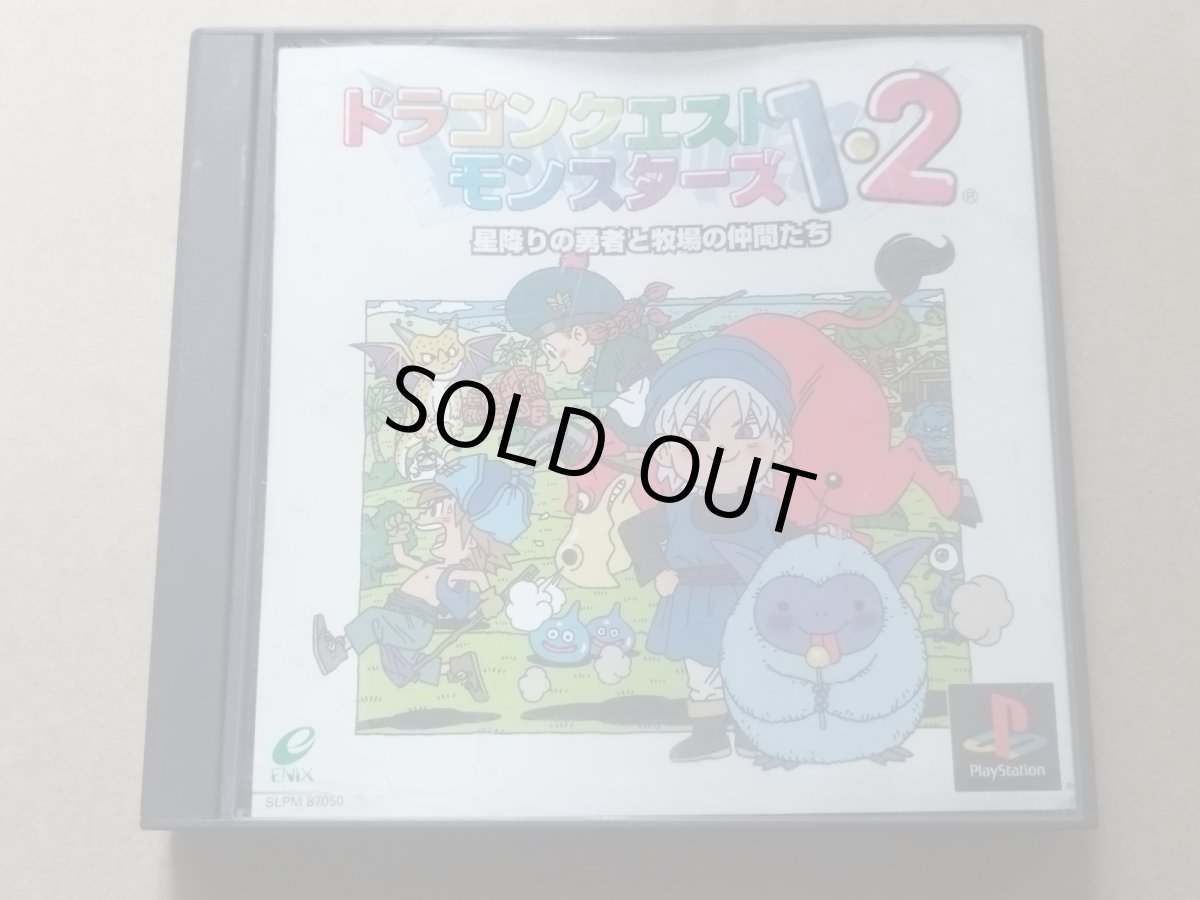 ドラゴンクエスト
モンスターズ1・2
®
星降りの勇者と牧場の仲間たち
SOLD OUT
ENIX
SLPM 87050
PlayStation